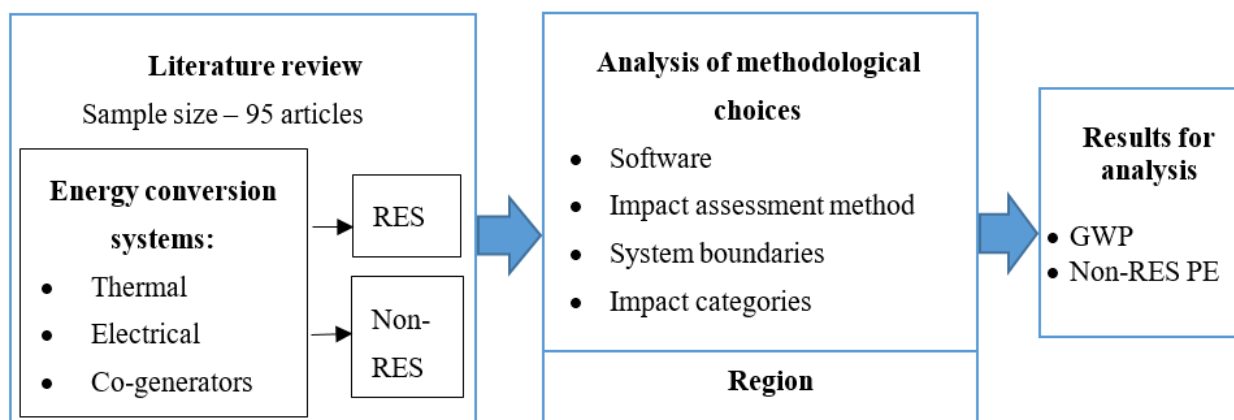 Literature review
Sample size – 95 articles
Energy conversion
systems:
• Thermal
• Electrical
• Co-generators
RES
Non-
RES
Analysis of methodological
choices
• Software
• Impact assessment method
• System boundaries
• Impact categories
Region
Results for
analysis
• GWP
• Non-RES PE